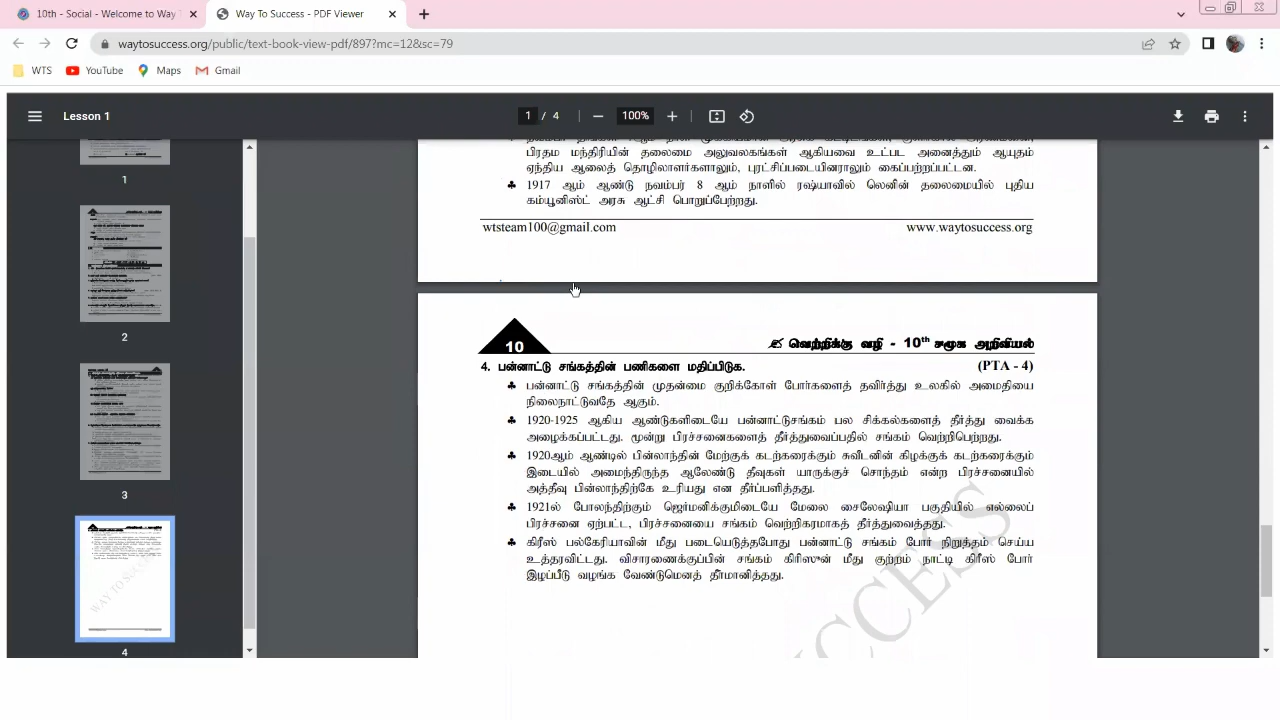 10th - Social - Welcome to Way T
Way To Success - PDF Viewer
waytosuccess.org/public/text-book-view-pdf/897?mc=12&sc=79
WTS
YouTube
Maps
Gmail
Lesson 1
1 / 4
100%
பிரதம மந்திரியின் தலைமை அலுவலகங்கள் ஆகியவை உட்பட அனைத்தும் ஆயுதம்
ஏந்திய ஆலைத் தொழிலாளர்களாலும், புரட்சிப்படையினராலும் கைப்பற்றப்பட்டன.
♣ 1917 ஆம் ஆண்டு நவம்பர் 8 ஆம் நாளில் ரஷ்யாவில் லெனின் தலைமையில் புதிய
கம்யூனிஸ்ட் அரசு ஆட்சி பொறுப்பேற்றது.
wtsteam100@gmail.com www.waytosuccess.org
10 வெற்றிக்கு வழி - 10th சமூக அறிவியல்
4. பன்னாட்டு சங்கத்தின் பணிகளை மதிப்பிடுக. (PTA - 4)
♣ பன்னாட்டு சங்கத்தின் முதன்மை குறிக்கோள் போர்களைத் தவிர்த்து உலகில் அமைதியை
நிலைநாட்டுவதே ஆகும்.
♣ 1920-1925 ஆகிய ஆண்டுகளிடையே பன்னாட்டுசங்கம் பல சிக்கல்களைத் தீர்த்து வைக்க
அழைக்கப்பட்டது. மூன்று பிரச்சனைகளைத் தீர்த்துவைப்பதில் சங்கம் வெற்றிபெற்றது.
♣ 1920ஆம் ஆண்டில் பின்லாந்தின் மேற்குக் கடற்கரைக்கும் சுவீடனின் கிழக்குக் கடற்கரைக்கும்
இடையில் அமைந்திருந்த ஆலேண்டு தீவுகள் யாருக்குச் சொந்தம் என்ற பிரச்சனையில்
அத்தீவு பின்லாந்திற்கே உரியது என தீர்ப்பளித்தது.
♣ 1921ல் போலந்திற்கும் ஜெர்மனிக்குமிடையே மேலை சைலேஷியா பகுதியில் எல்லைப்
பிரச்சனை ஏற்பட்ட, பிரச்சனையை சங்கம் வெற்றிகரமாகத் தீர்த்துவைத்தது.
♣ கிரீஸ் பல்கேரியாவின் மீது படையெடுத்தபோது பன்னாட்டு சங்கம் போர் நிறுத்தம் செய்ய
உத்தரவிட்டது. விசாரணைக்குப்பின் சங்கம் கிரிஸின் மீது குற்றம் நாட்டி கிரீஸ் போர்
இழப்பீடு வழங்க வேண்டுமெனத் தீர்மானித்தது.
1
2
3
4